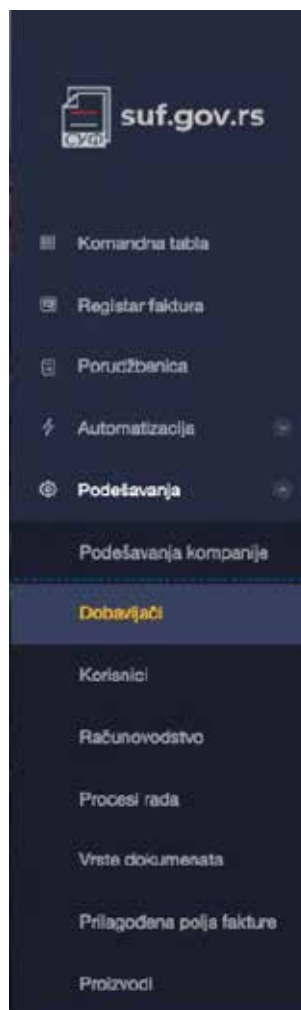 СУФ
suf.gov.rs
Komandna tabla
Registar faktura
Porudžbenica
Automatizacija
Podešavanja
Podešavanja kompanije
Dobavljači
Korisnici
Računovodstvo
Procesi rada
Vrste dokumenata
Prilagođena polja fakture
Proizvodi